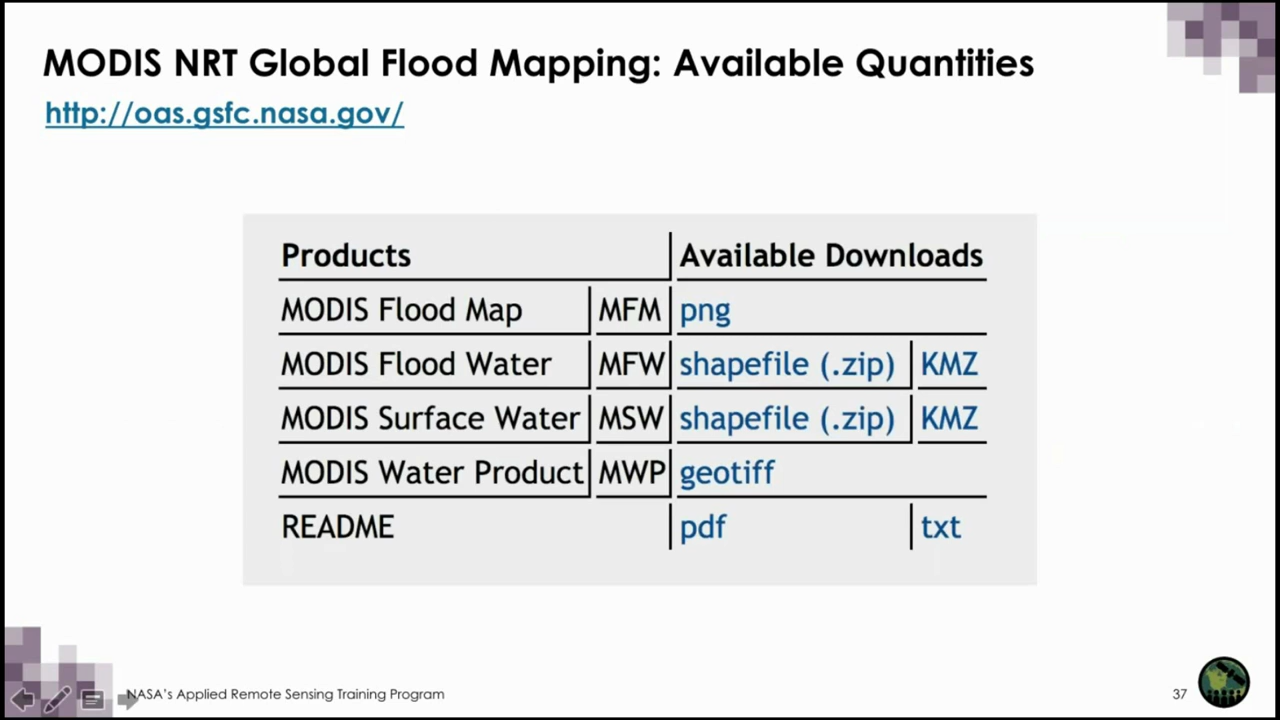 MODIS NRT Global Flood Mapping: Available Quantities
http://oas.gsfc.nasa.gov/
Products Available Downloads
MODIS Flood Map MFM png
MODIS Flood Water MFW shapefile (.zip) KMZ
MODIS Surface Water MSW shapefile (.zip) KMZ
MODIS Water Product MWP geotiff
README pdf txt
NASA's Applied Remote Sensing Training Program 37